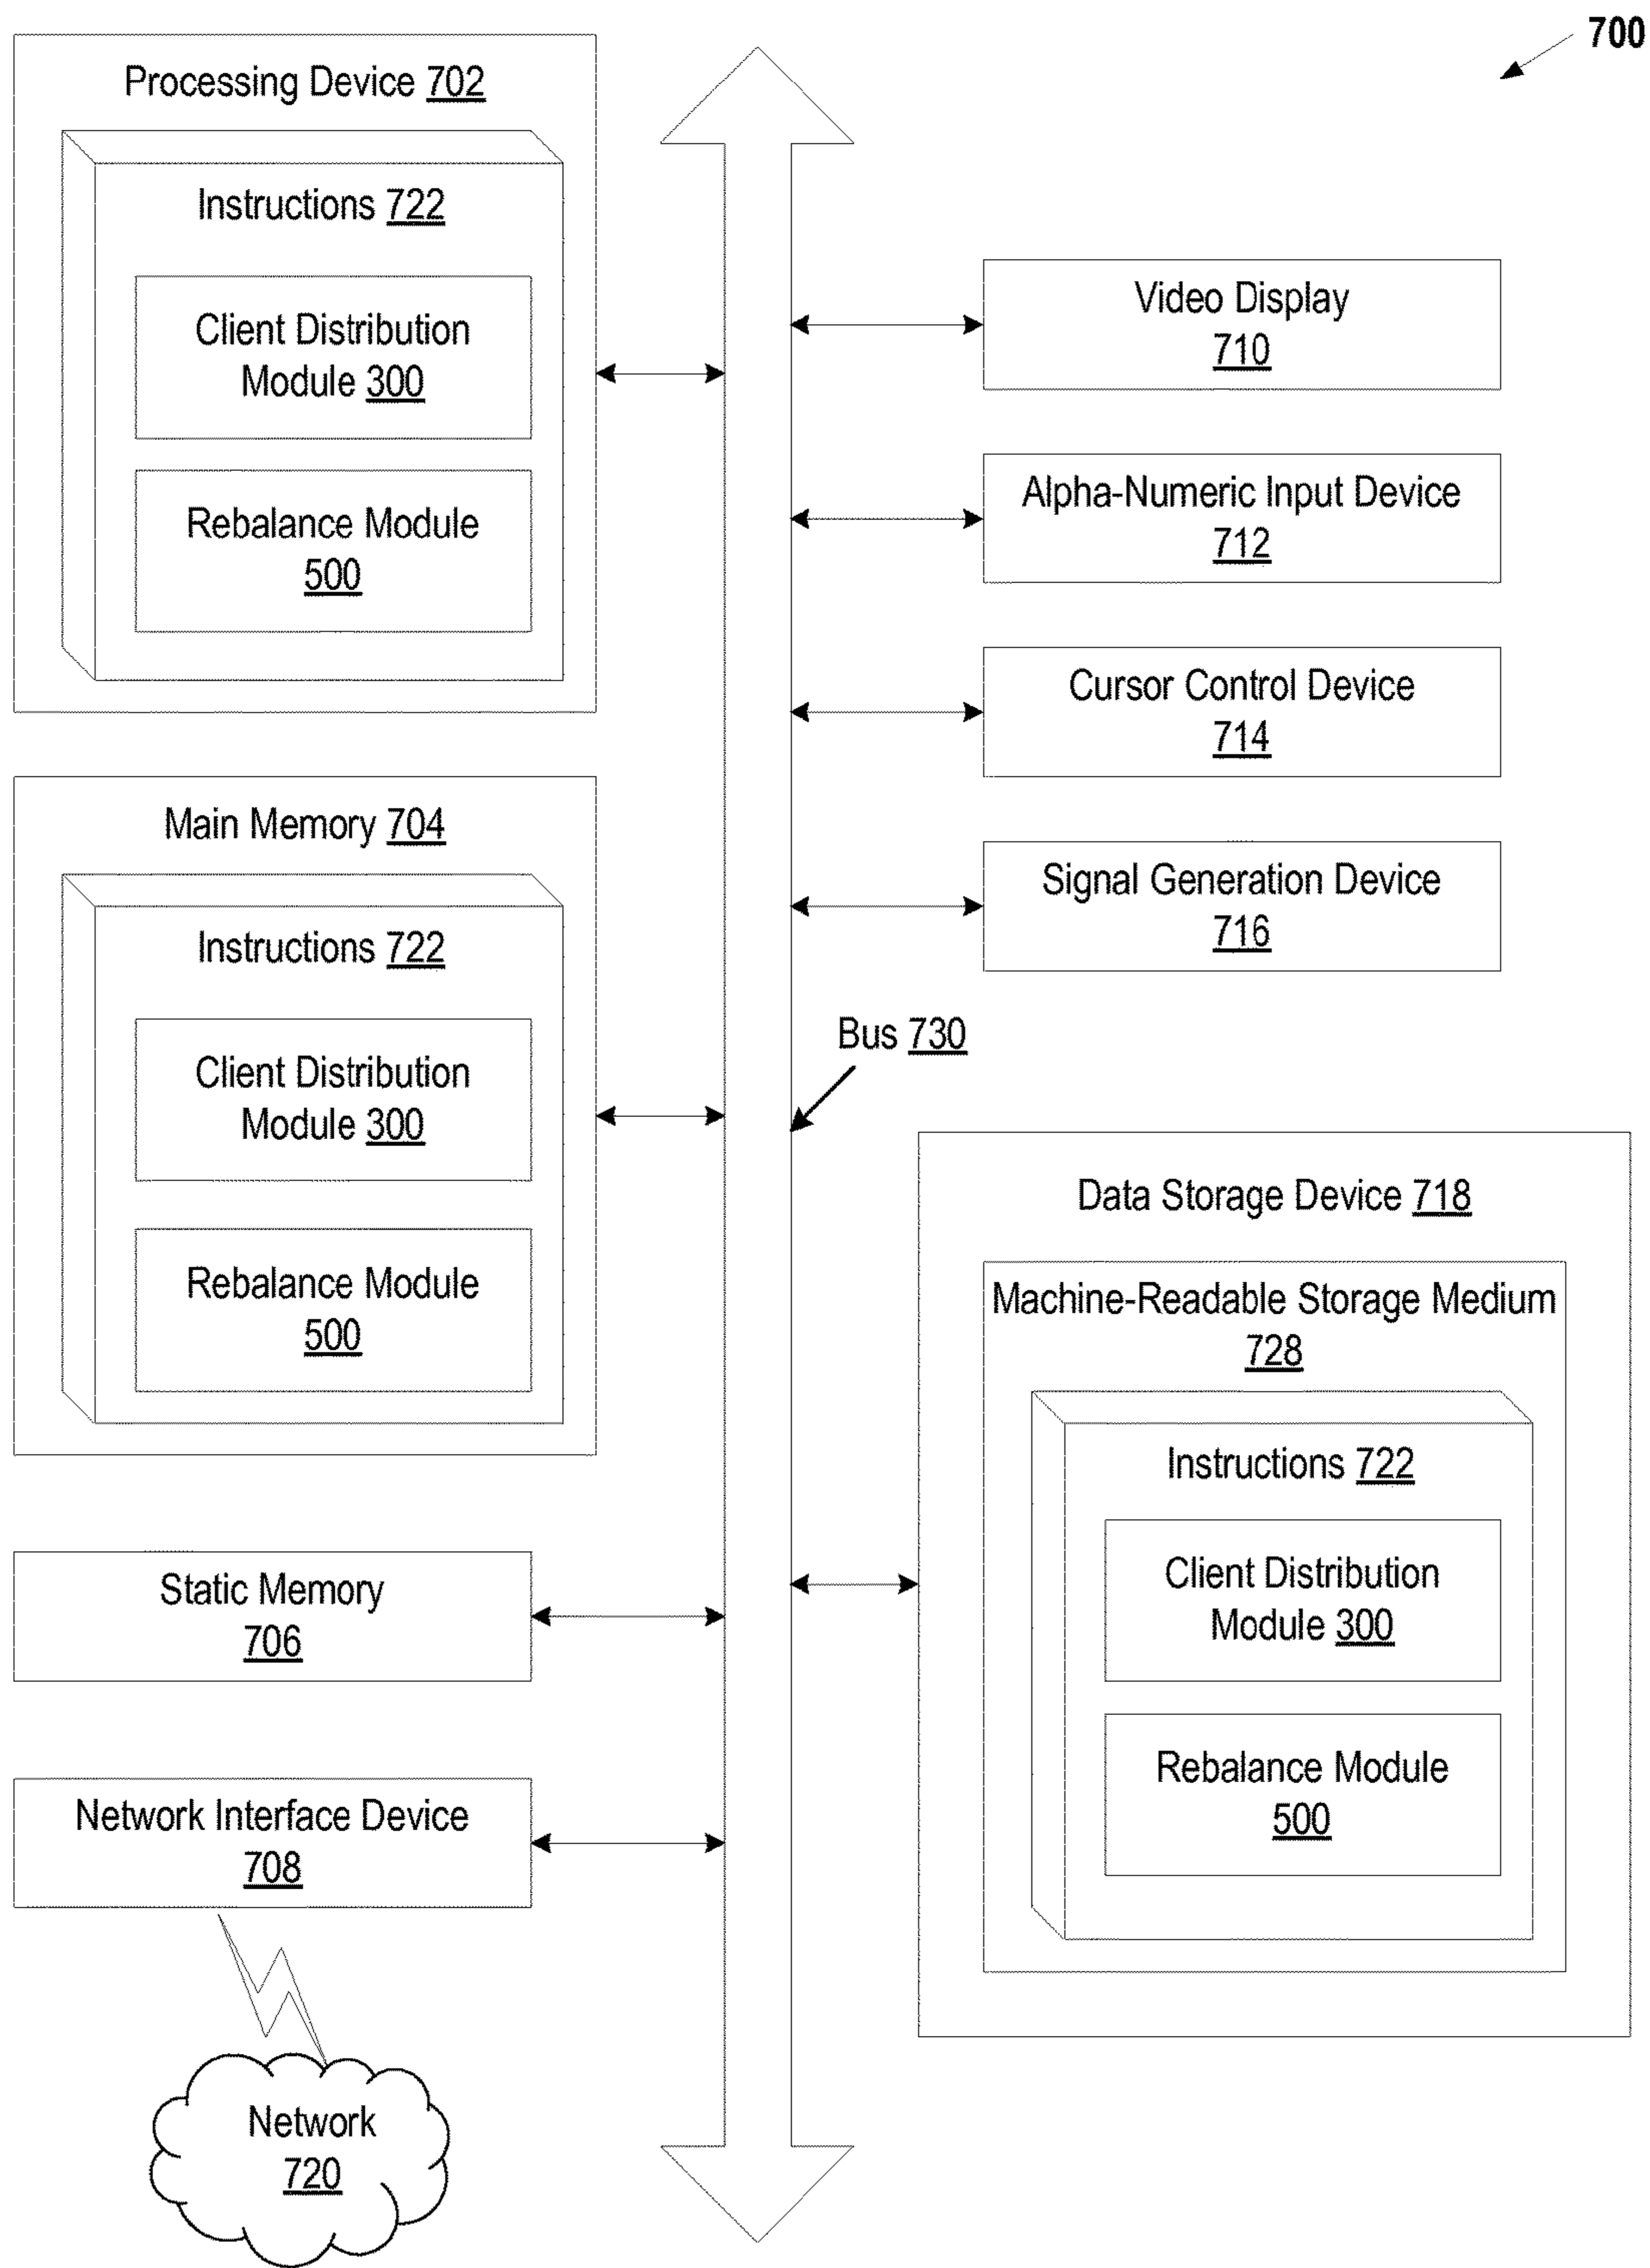 700
Processing Device 702
Instructions 722
Client Distribution
Module 300
Rebalance Module
500
Main Memory 704
Instructions 722
Client Distribution
Module 300
Rebalance Module
500
Static Memory
706
Network Interface Device
708
Network
720
Video Display
710
Alpha-Numeric Input Device
712
Cursor Control Device
714
Signal Generation Device
716
Bus 730
Data Storage Device 718
Machine-Readable Storage Medium
728
Instructions 722
Client Distribution
Module 300
Rebalance Module
500